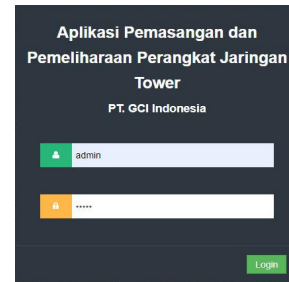 Aplikasi Pemasangan dan
Pemeliharaan Perangkat Jaringan
Tower
PT. GCI Indonesia
admin
•••••
Login